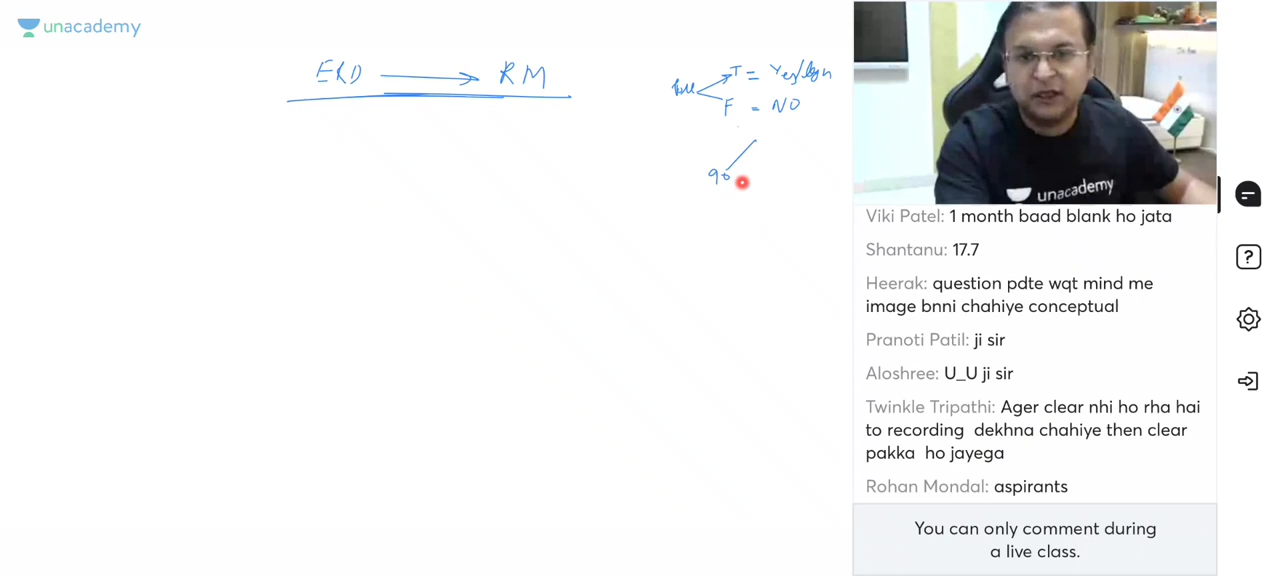 unacademy
ERD → RM
T = Yes/
F = NO
90
unacademy
Viki Patel: 1 month baad blank ho jata
Shantanu: 17.7
Heerak: question pdte wqt mind me
image bnni chahiye conceptual
Pranoti Patil: ji sir
Aloshree: U_U ji sir
Twinkle Tripathi: Ager clear nhi ho rha hai
to recording dekhna chahiye then clear
pakka ho jayega
Rohan Mondal: aspirants
You can only comment during
a live class.